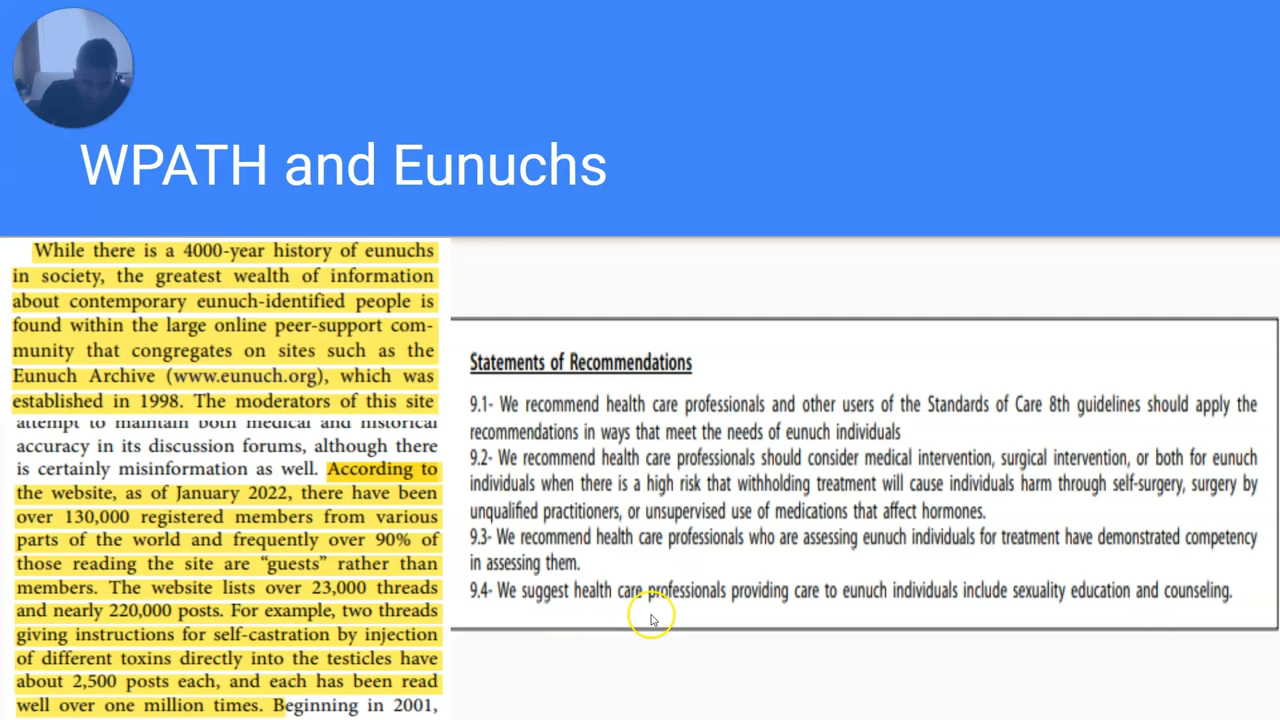 WPATH and Eunuchs
While there is a 4000-year history of eunuchs
in society, the greatest wealth of information
about contemporary eunuch-identified people is
found within the large online peer-support com-
munity that congregates on sites such as the
Eunuch Archive (www.eunuch.org), which was
established in 1998. The moderators of this site
attempt to maintain both medical and historical
accuracy in its discussion forums, although there
is certainly misinformation as well. According to
the website, as of January 2022, there have been
over 130,000 registered members from various
parts of the world and frequently over 90% of
those reading the site are “guests” rather than
members. The website lists over 23,000 threads
and nearly 220,000 posts. For example, two threads
giving instructions for self-castration by injection
of different toxins directly into the testicles have
about 2,500 posts each, and each has been read
well over one million times. Beginning in 2001,
Statements of Recommendations
9.1- We recommend health care professionals and other users of the Standards of Care 8th guidelines should apply the
recommendations in ways that meet the needs of eunuch individuals
9.2- We recommend health care professionals should consider medical intervention, surgical intervention, or both for eunuch
individuals when there is a high risk that withholding treatment will cause individuals harm through self-surgery, surgery by
unqualified practitioners, or unsupervised use of medications that affect hormones.
9.3- We recommend health care professionals who are assessing eunuch individuals for treatment have demonstrated competency
in assessing them.
9.4- We suggest health care professionals providing care to eunuch individuals include sexuality education and counseling.